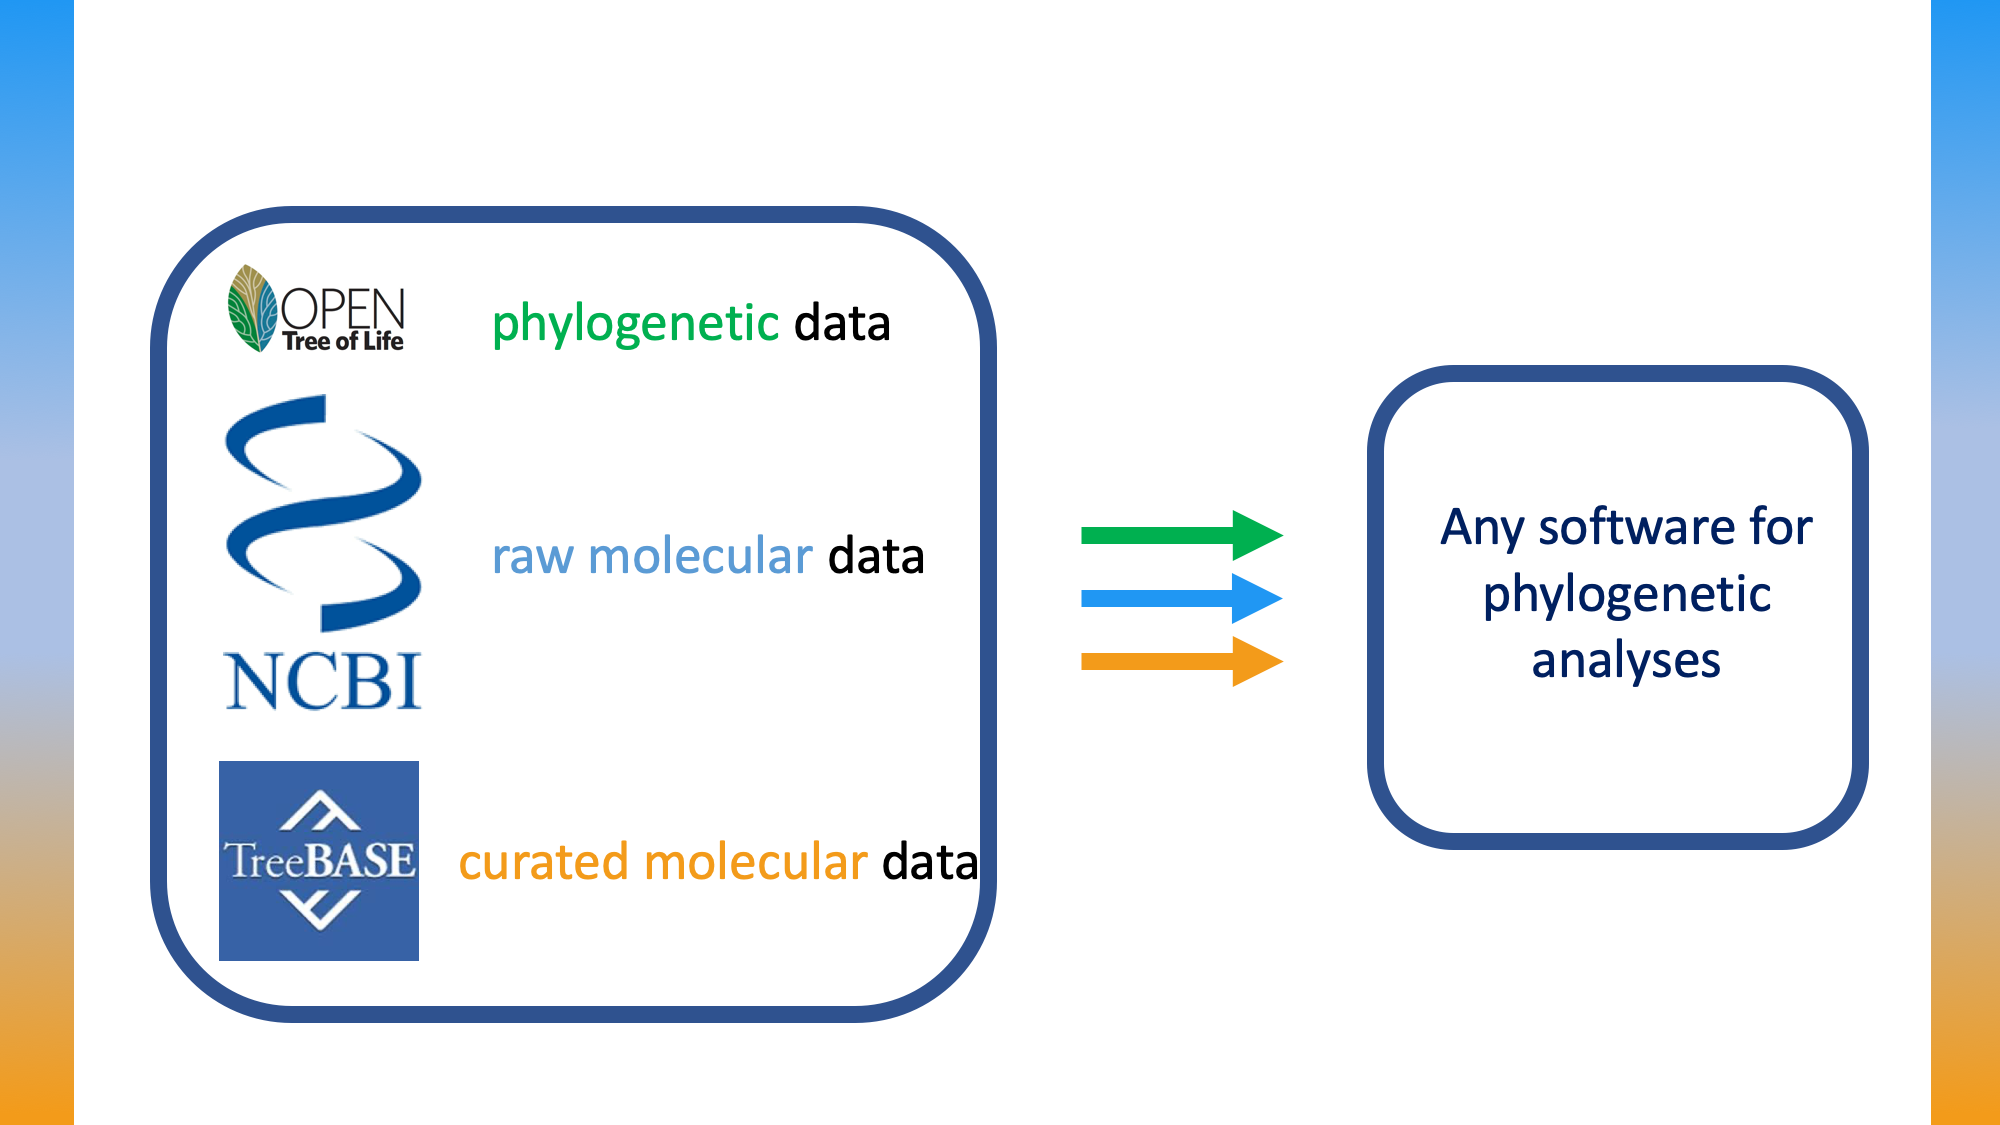 OPEN
Tree of Life
phylogenetic data
NCBI
raw molecular data
TreeBASE
curated molecular data
Any software for
phylogenetic
analyses